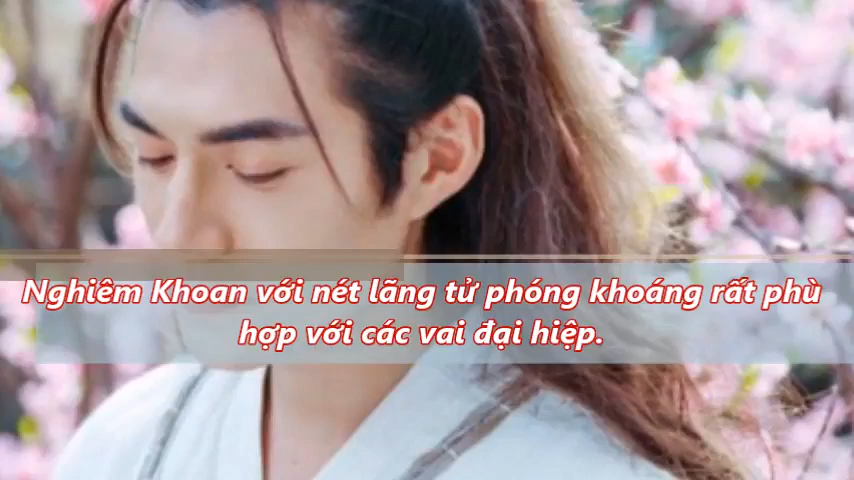 Nghiêm Khoan với nét lãng tử phóng khoáng rất phù
hợp với các vai đại hiệp.